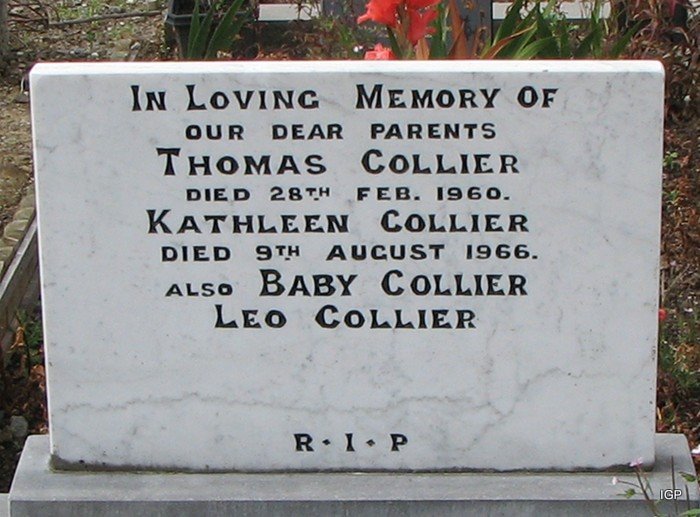 In Loving Memory Of
our dear parents
Thomas Collier
died 28th Feb. 1960.
Kathleen Collier
died 9th August 1966.
also Baby Collier
Leo Collier
R·I·P
IGP